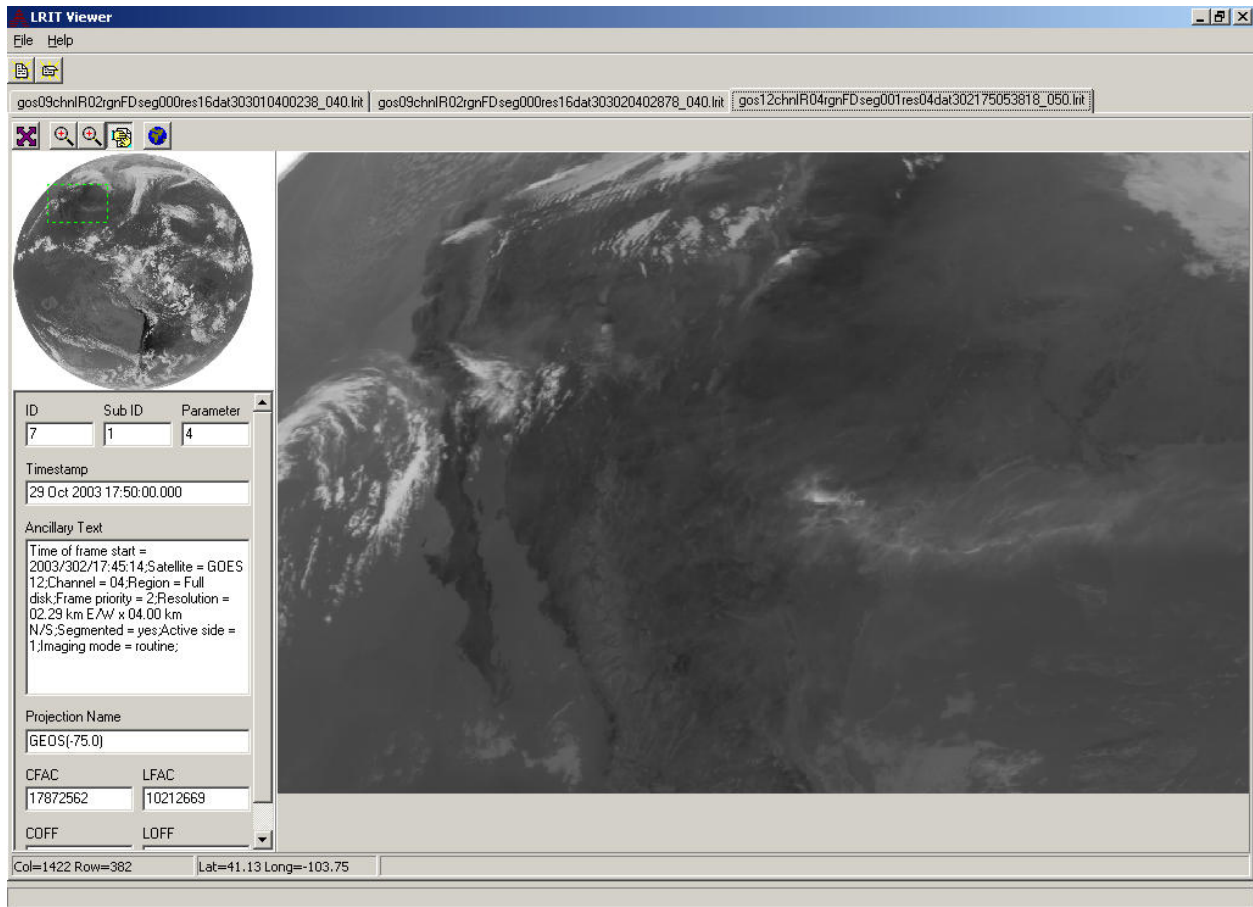 LRIT Viewer
File Help
gos09chnIR02rgnFDseg000res16dat303010400238_040.lrit gos09chnIR02rgnFDseg000res16dat303020402878_040.lrit gos12chnIR04rgnFDseg001res04dat302175053818_050.lrit
ID Sub ID Parameter
7 1 4
Timestamp
29 Oct 2003 17:50:00.000
Ancillary Text
Time of frame start =
2003/302/17:45:14;Satellite = GOES
12;Channel = 04;Region = Full
disk;Frame priority = 2;Resolution =
02.29 km E/W x 04.00 km
N/S;Segmented = yes;Active side =
1;Imaging mode = routine;
Projection Name
GEOS(-75.0)
CFAC LFAC
17872562 10212669
COFF LOFF
Col=1422 Row=382 Lat=41.13 Long=-103.75